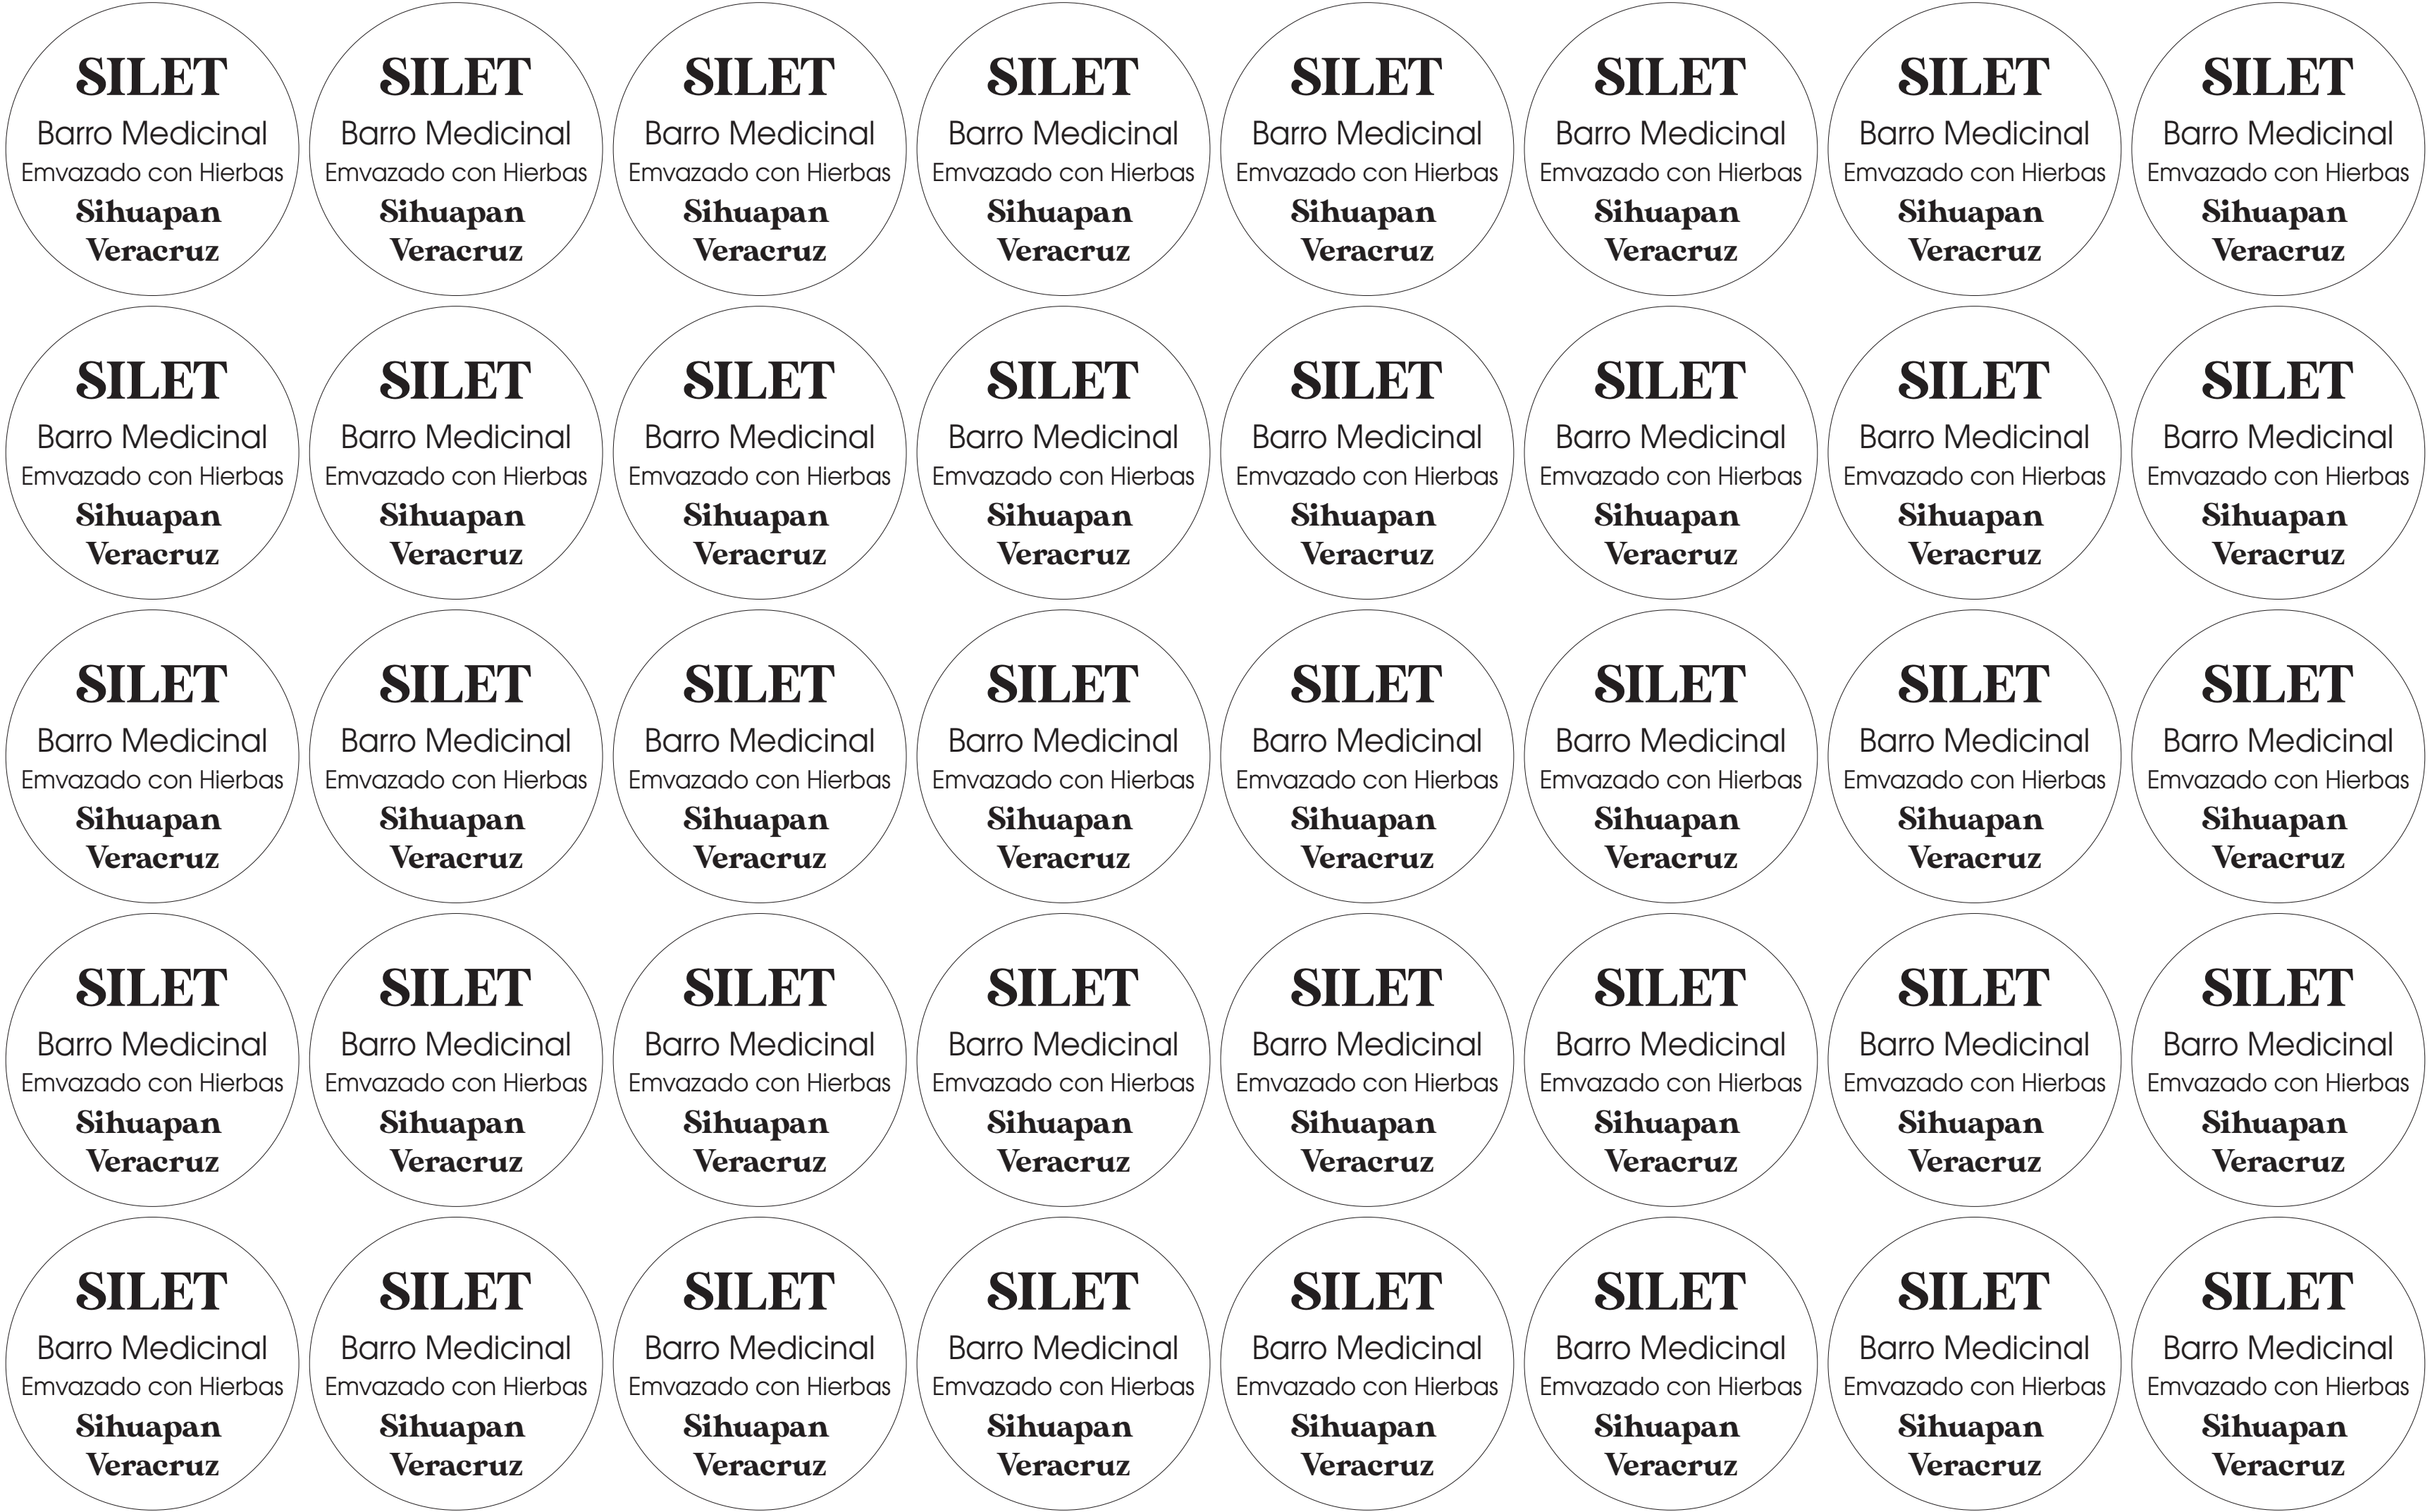 SILET SILET SILET SILET SILET SILET SILET SILET
Barro Medicinal Barro Medicinal Barro Medicinal Barro Medicinal Barro Medicinal Barro Medicinal Barro Medicinal Barro Medicinal
Emvazado con Hierbas Emvazado con Hierbas Emvazado con Hierbas Emvazado con Hierbas Emvazado con Hierbas Emvazado con Hierbas Emvazado con Hierbas Emvazado con Hierbas
Sihuapan Sihuapan Sihuapan Sihuapan Sihuapan Sihuapan Sihuapan Sihuapan
Veracruz Veracruz Veracruz Veracruz Veracruz Veracruz Veracruz Veracruz
SILET SILET SILET SILET SILET SILET SILET SILET
Barro Medicinal Barro Medicinal Barro Medicinal Barro Medicinal Barro Medicinal Barro Medicinal Barro Medicinal Barro Medicinal
Emvazado con Hierbas Emvazado con Hierbas Emvazado con Hierbas Emvazado con Hierbas Emvazado con Hierbas Emvazado con Hierbas Emvazado con Hierbas Emvazado con Hierbas
Sihuapan Sihuapan Sihuapan Sihuapan Sihuapan Sihuapan Sihuapan Sihuapan
Veracruz Veracruz Veracruz Veracruz Veracruz Veracruz Veracruz Veracruz
SILET SILET SILET SILET SILET SILET SILET SILET
Barro Medicinal Barro Medicinal Barro Medicinal Barro Medicinal Barro Medicinal Barro Medicinal Barro Medicinal Barro Medicinal
Emvazado con Hierbas Emvazado con Hierbas Emvazado con Hierbas Emvazado con Hierbas Emvazado con Hierbas Emvazado con Hierbas Emvazado con Hierbas Emvazado con Hierbas
Sihuapan Sihuapan Sihuapan Sihuapan Sihuapan Sihuapan Sihuapan Sihuapan
Veracruz Veracruz Veracruz Veracruz Veracruz Veracruz Veracruz Veracruz
SILET SILET SILET SILET SILET SILET SILET SILET
Barro Medicinal Barro Medicinal Barro Medicinal Barro Medicinal Barro Medicinal Barro Medicinal Barro Medicinal Barro Medicinal
Emvazado con Hierbas Emvazado con Hierbas Emvazado con Hierbas Emvazado con Hierbas Emvazado con Hierbas Emvazado con Hierbas Emvazado con Hierbas Emvazado con Hierbas
Sihuapan Sihuapan Sihuapan Sihuapan Sihuapan Sihuapan Sihuapan Sihuapan
Veracruz Veracruz Veracruz Veracruz Veracruz Veracruz Veracruz Veracruz
SILET SILET SILET SILET SILET SILET SILET SILET
Barro Medicinal Barro Medicinal Barro Medicinal Barro Medicinal Barro Medicinal Barro Medicinal Barro Medicinal Barro Medicinal
Emvazado con Hierbas Emvazado con Hierbas Emvazado con Hierbas Emvazado con Hierbas Emvazado con Hierbas Emvazado con Hierbas Emvazado con Hierbas Emvazado con Hierbas
Sihuapan Sihuapan Sihuapan Sihuapan Sihuapan Sihuapan Sihuapan Sihuapan
Veracruz Veracruz Veracruz Veracruz Veracruz Veracruz Veracruz Veracruz